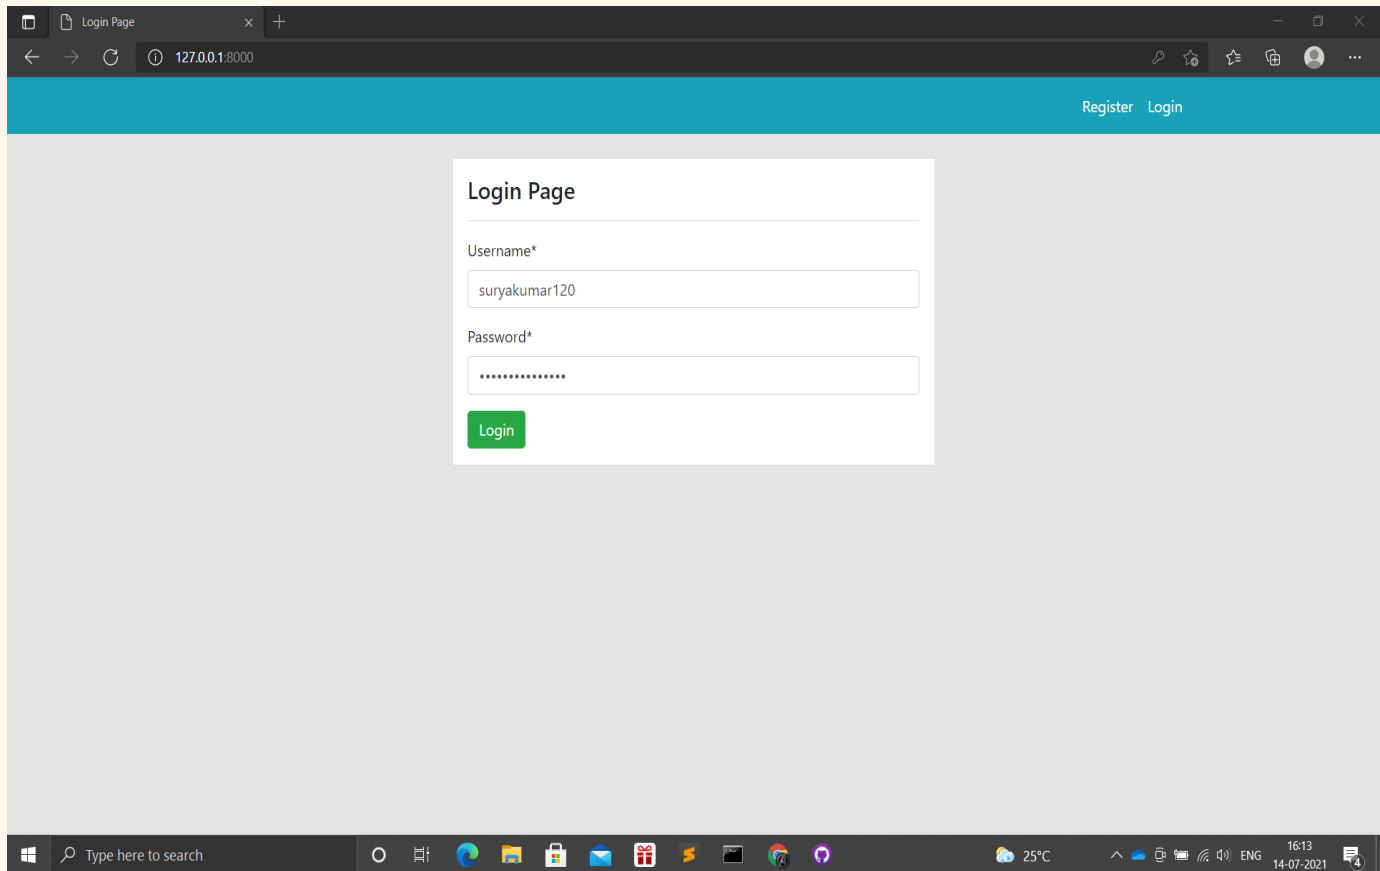 Login Page
127.0.0.1:8000
Register Login
Login Page
Username*
suryakumar120
Password*
•••••••••••••••
Login
Type here to search
25°C
ENG
16:13
14-07-2021
4